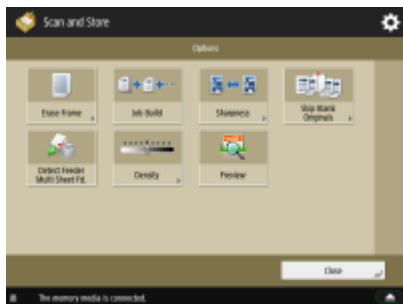 Scan and Store
Options
Erase Frame
Job Build
Sharpness
Skip Blank
Originals
Detect Feeder
Multi Sheet Fd.
Density
Preview
Close
The memory media is connected.